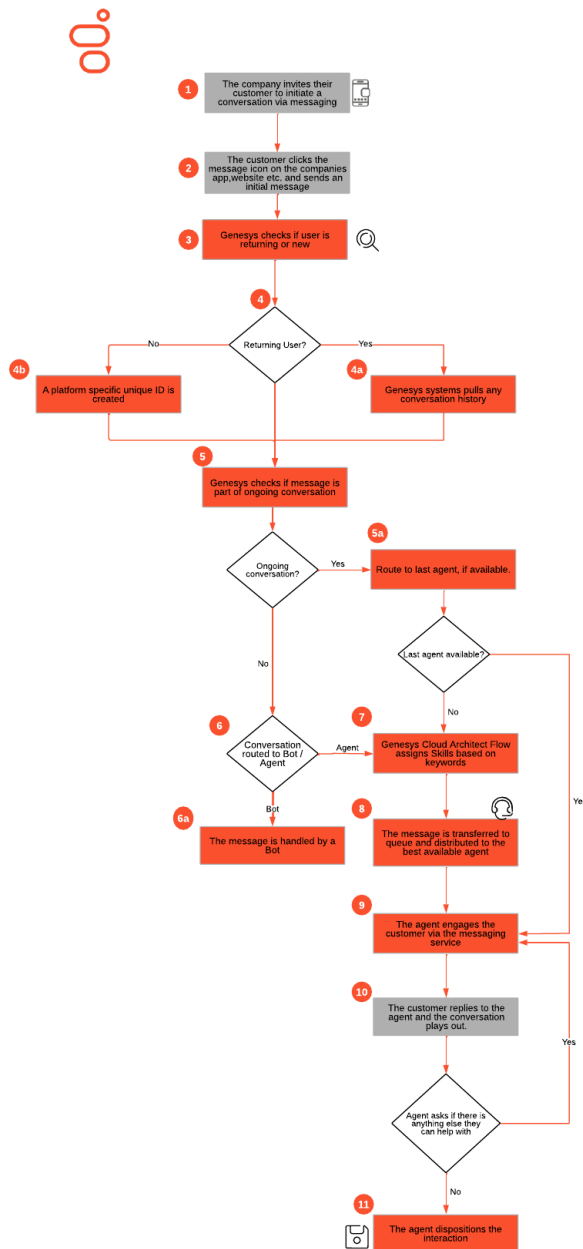 1
The company invites their
customer to initiate a
conversation via messaging
2
The customer clicks the
message icon on the companies
app,website etc. and sends an
initial message
3
Genesys checks if user is
returning or new
4
Returning User?
No
Yes
4b
A platform specific unique ID is
created
4a
Genesys systems pulls any
conversation history
5
Genesys checks if message is
part of ongoing conversation
Ongoing
conversation?
Yes
5a
Route to last agent, if available.
Last agent available?
No
No
6
Conversation
routed to Bot /
Agent
Agent
7
Genesys Cloud Architect Flow
assigns Skills based on
keywords
Ye
Bot
6a
The message is handled by a
Bot
8
The message is transferred to
queue and distributed to the
best available agent
9
The agent engages the
customer via the messaging
service
10
The customer replies to the
agent and the conversation
plays out.
Yes
Agent asks if there is
anything else they
can help with
No
11
The agent dispositions the
interaction